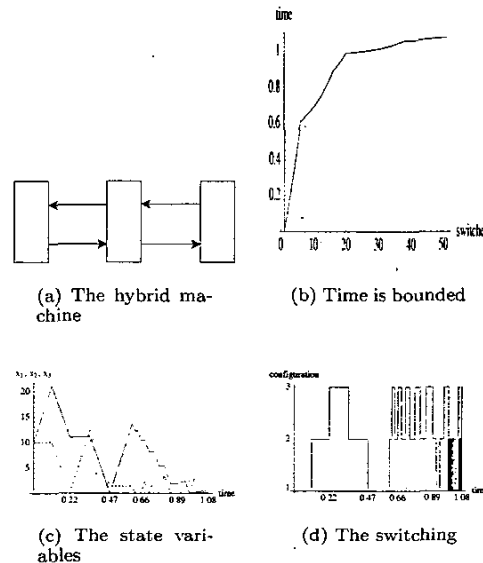 time
1
0.8
0.6
0.4
0.2
0 10 20 30 40 50
switches
(a) The hybrid ma-
chine
(b) Time is bounded
x₁, x₂, x₃
20
15
10
5
0 22 0 47 0 66 0 89 1 08
time
(c) The state vari-
ables
configuration
3
2
1
0 22 0 47 0 66 0 89 1 08
time
(d) The switching